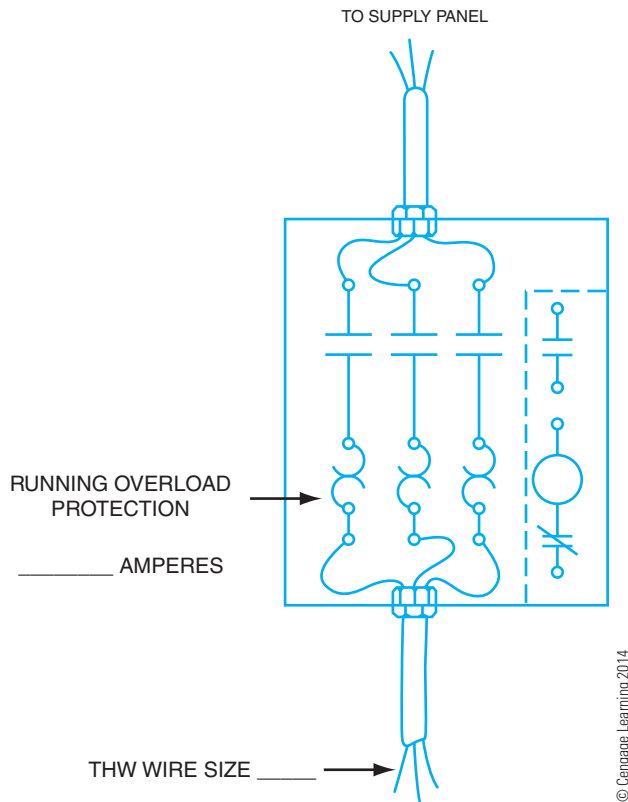 TO SUPPLY PANEL
RUNNING OVERLOAD
PROTECTION
________ AMPERES
THW WIRE SIZE _____
© Cengage Learning 2014